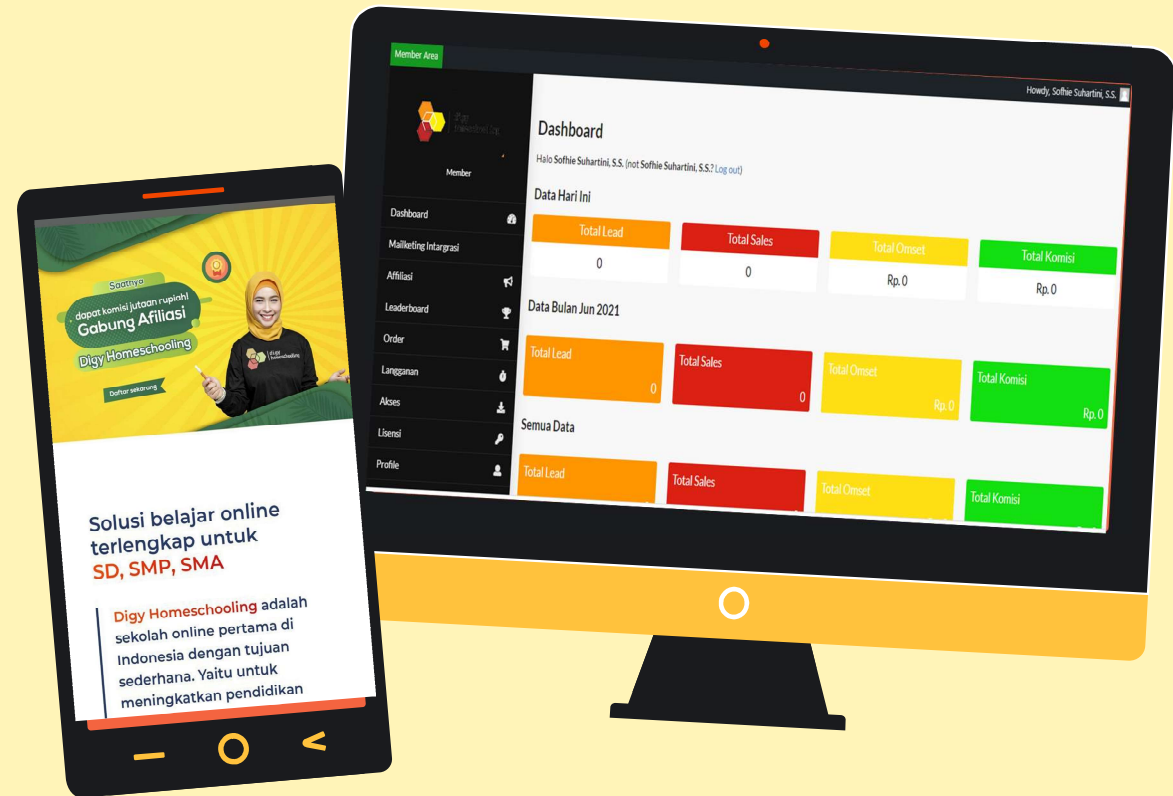 Saatnya
dapat komisi jutaan rupiah!
Gabung Afiliasi
Digy Homeschooling
Daftar sekarang
digy
homeschooling
Solusi belajar online
terlengkap untuk
SD, SMP, SMA
Digy Homeschooling adalah
sekolah online pertama di
Indonesia dengan tujuan
sederhana. Yaitu untuk
meningkatkan pendidikan
Member Area
Howdy, Sofhie Suhartini, S.S.
Member
Dashboard
Mailketing Intargrasi
Affiliasi
Leaderboard
Order
Langganan
Akses
Lisensi
Profile
Dashboard
Halo Sofhie Suhartini, S.S. (not Sofhie Suhartini, S.S.? Log out)
Data Hari Ini
Total Lead Total Sales Total Omset Total Komisi
0 0 Rp. 0 Rp. 0
Data Bulan Jun 2021
Total Lead Total Sales Total Omset Total Komisi
0 0 Rp. 0 Rp. 0
Semua Data
Total Lead Total Sales Total Omset Total Komisi